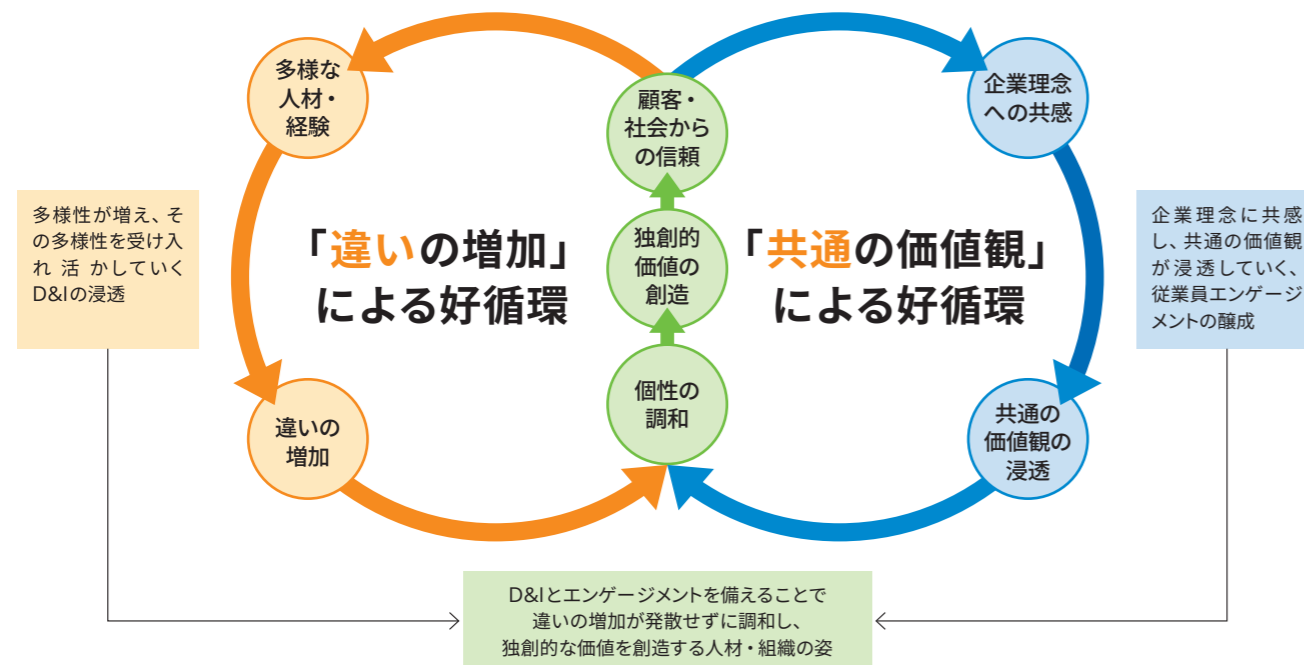 多様な
人材・
経験
顧客・
社会から
の信頼
企業理念
への共感
多様性が増え、そ
の多様性を受け入
れ活かしていく
D&Iの浸透
「違いの増加」
による好循環
独創的
価値の
創造
「共通の価値観」
による好循環
企業理念に共感
し、共通の価値観
が浸透していく、
従業員エンゲージ
メントの醸成
違いの
増加
個性の
調和
共通の
価値観の
浸透
D&Iとエンゲージメントを備えることで
違いの増加が発散せずに調和し、
独創的な価値を創造する人材・組織の姿